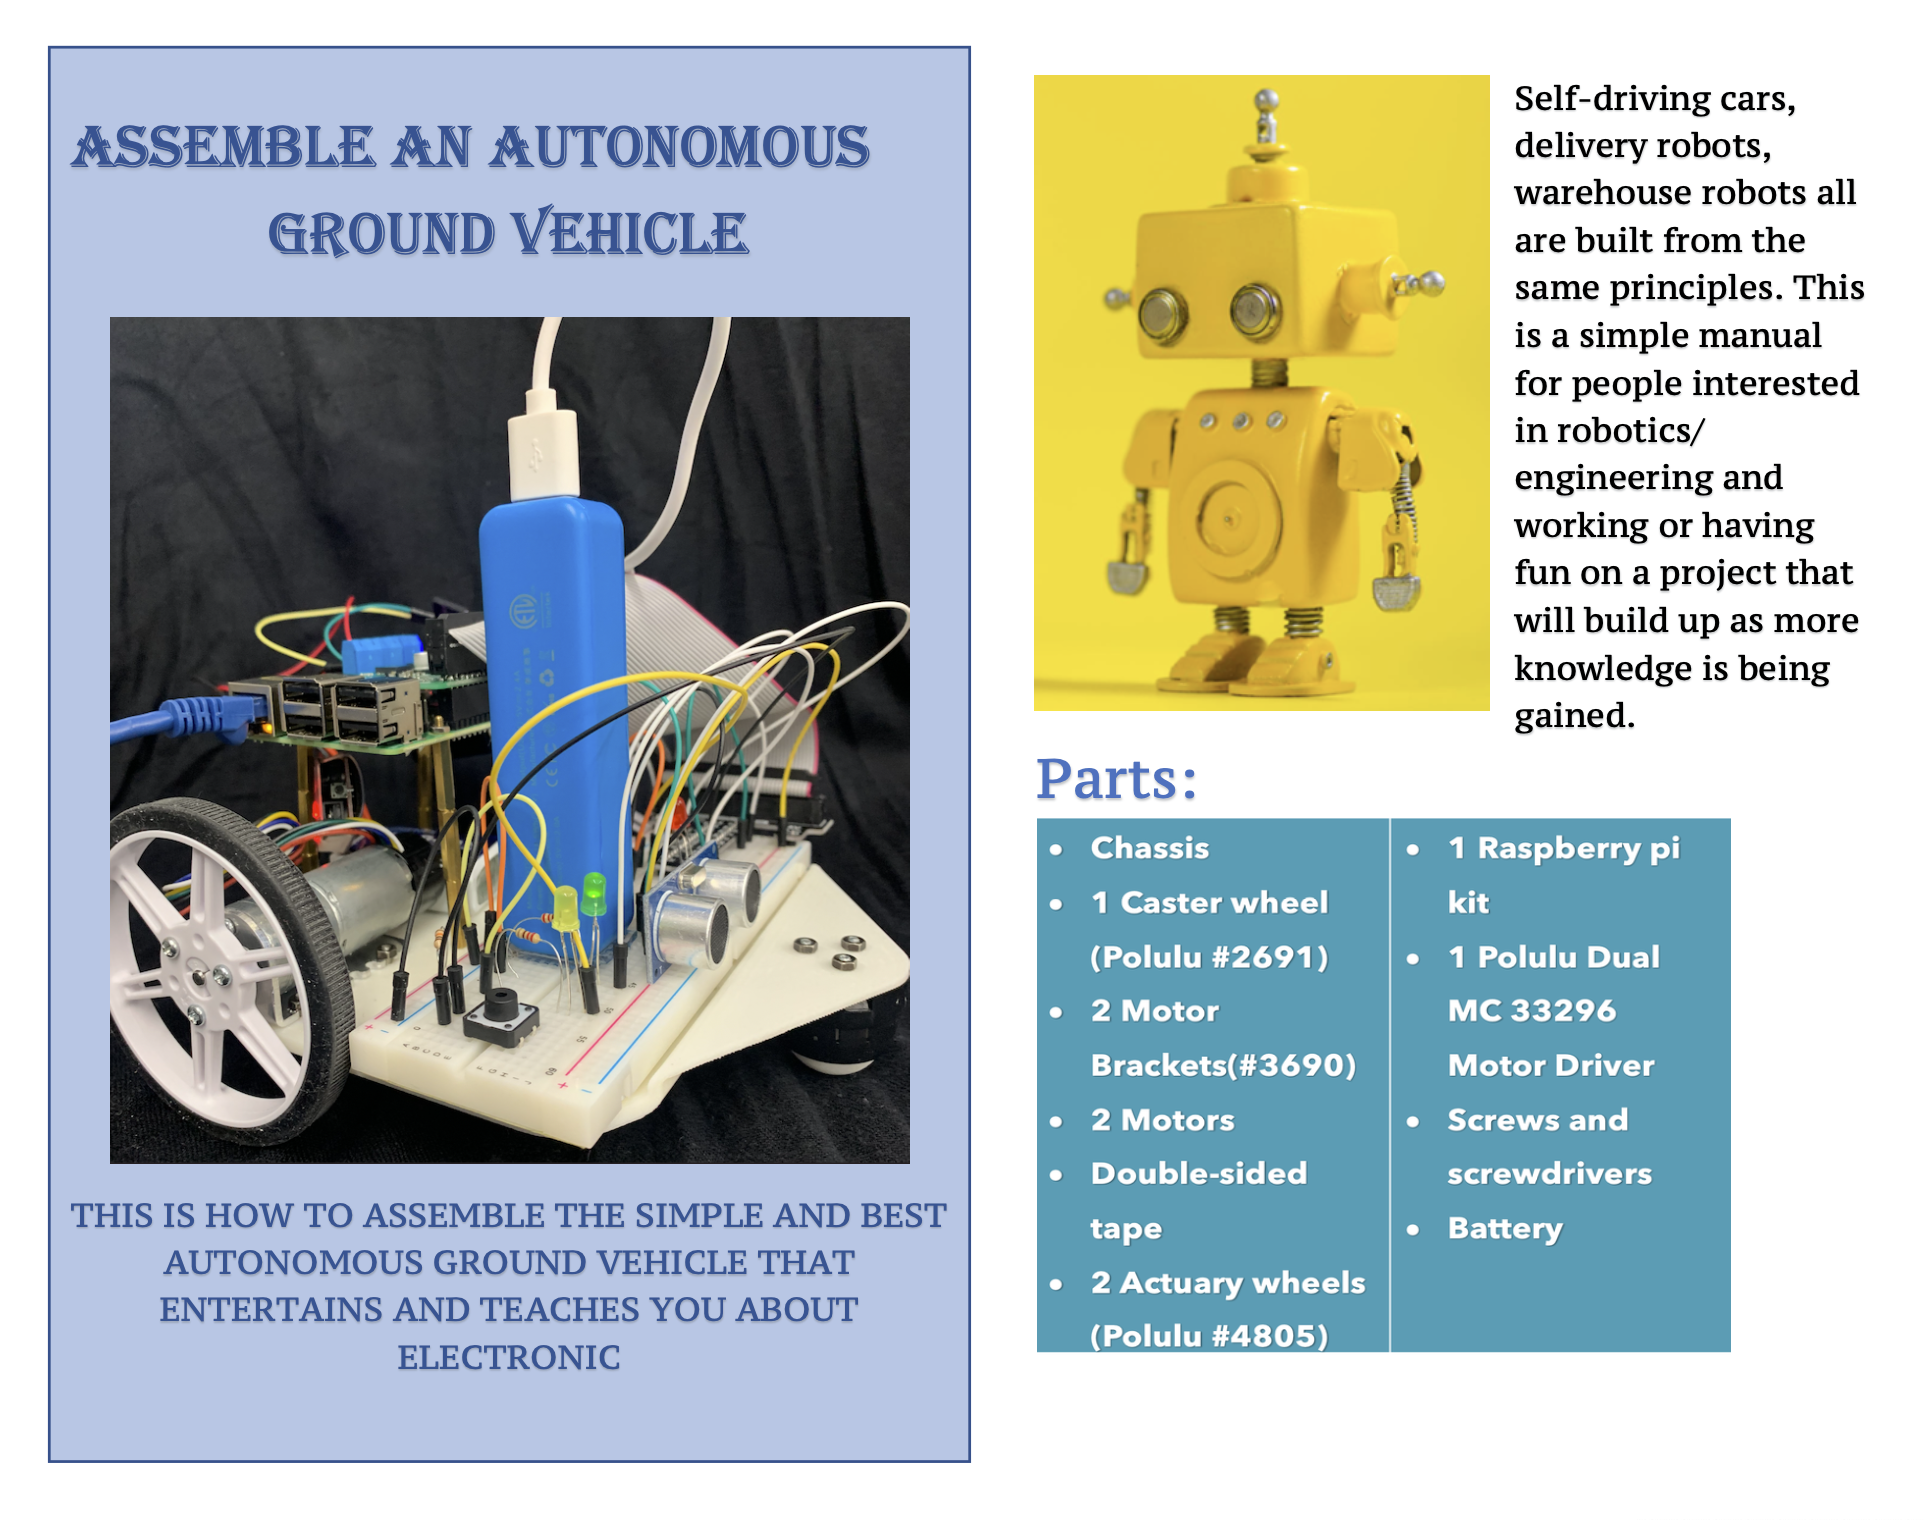 ASSEMBLE AN AUTONOMOUS
GROUND VEHICLE
THIS IS HOW TO ASSEMBLE THE SIMPLE AND BEST
AUTONOMOUS GROUND VEHICLE THAT
ENTERTAINS AND TEACHES YOU ABOUT
ELECTRONIC
Self-driving cars,
delivery robots,
warehouse robots all
are built from the
same principles. This
is a simple manual
for people interested
in robotics/
engineering and
working or having
fun on a project that
will build up as more
knowledge is being
gained.
Parts:
• Chassis
• 1 Caster wheel
(Polulu #2691)
• 2 Motor
Brackets(#3690)
• 2 Motors
• Double-sided
tape
• 2 Actuary wheels
(Polulu #4805)
• 1 Raspberry pi
kit
• 1 Polulu Dual
MC 33296
Motor Driver
• Screws and
screwdrivers
• Battery